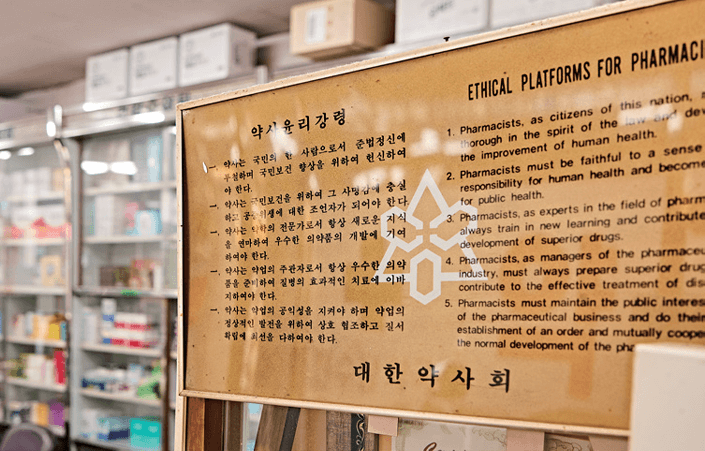 약사윤리강령
一. 약사는 국민의 한 사람으로서 준법정신에
투철하며 국민보건 향상을 위하여 헌신하여
야 한다.
一. 약사는 국민보건을 위하여 그 사명감에 충실
하고 공중위생에 대한 조언자가 되어야 한다.
一. 약사는 약학의 전문가로서 항상 새로운 지식
을 연마하여 우수한 의약품의 개발에 기여
하여야 한다.
一. 약사는 약업의 주관자로서 항상 우수한 의약
품을 준비하여 질병의 효과적인 치료에 이바
지하여야 한다.
一. 약사는 약업의 공익성을 지켜야 하며 약업의
정상적인 발전을 위하여 상호 협조하고 질서
확립에 최선을 다하여야 한다.
대한약사회
ETHICAL PLATFORMS FOR PHARMACI
1. Pharmacists, as citizens of this nation,
thorough in the spirit of the law and dev
the improvement of human health.
2. Pharmacists must be faithful to a sense
responsibility for human health and become
for public health.
3. Pharmacists, as experts in the field of pharm
always train in new learning and contribute
development of superior drugs.
4. Pharmacists, as managers of the pharmaceu
industry, must always prepare superior drug
contribute to the effective treatment of dis
5. Pharmacists must maintain the public interes
of the pharmaceutical business and do their
establishment of an order and mutually coope
the normal development of the pha